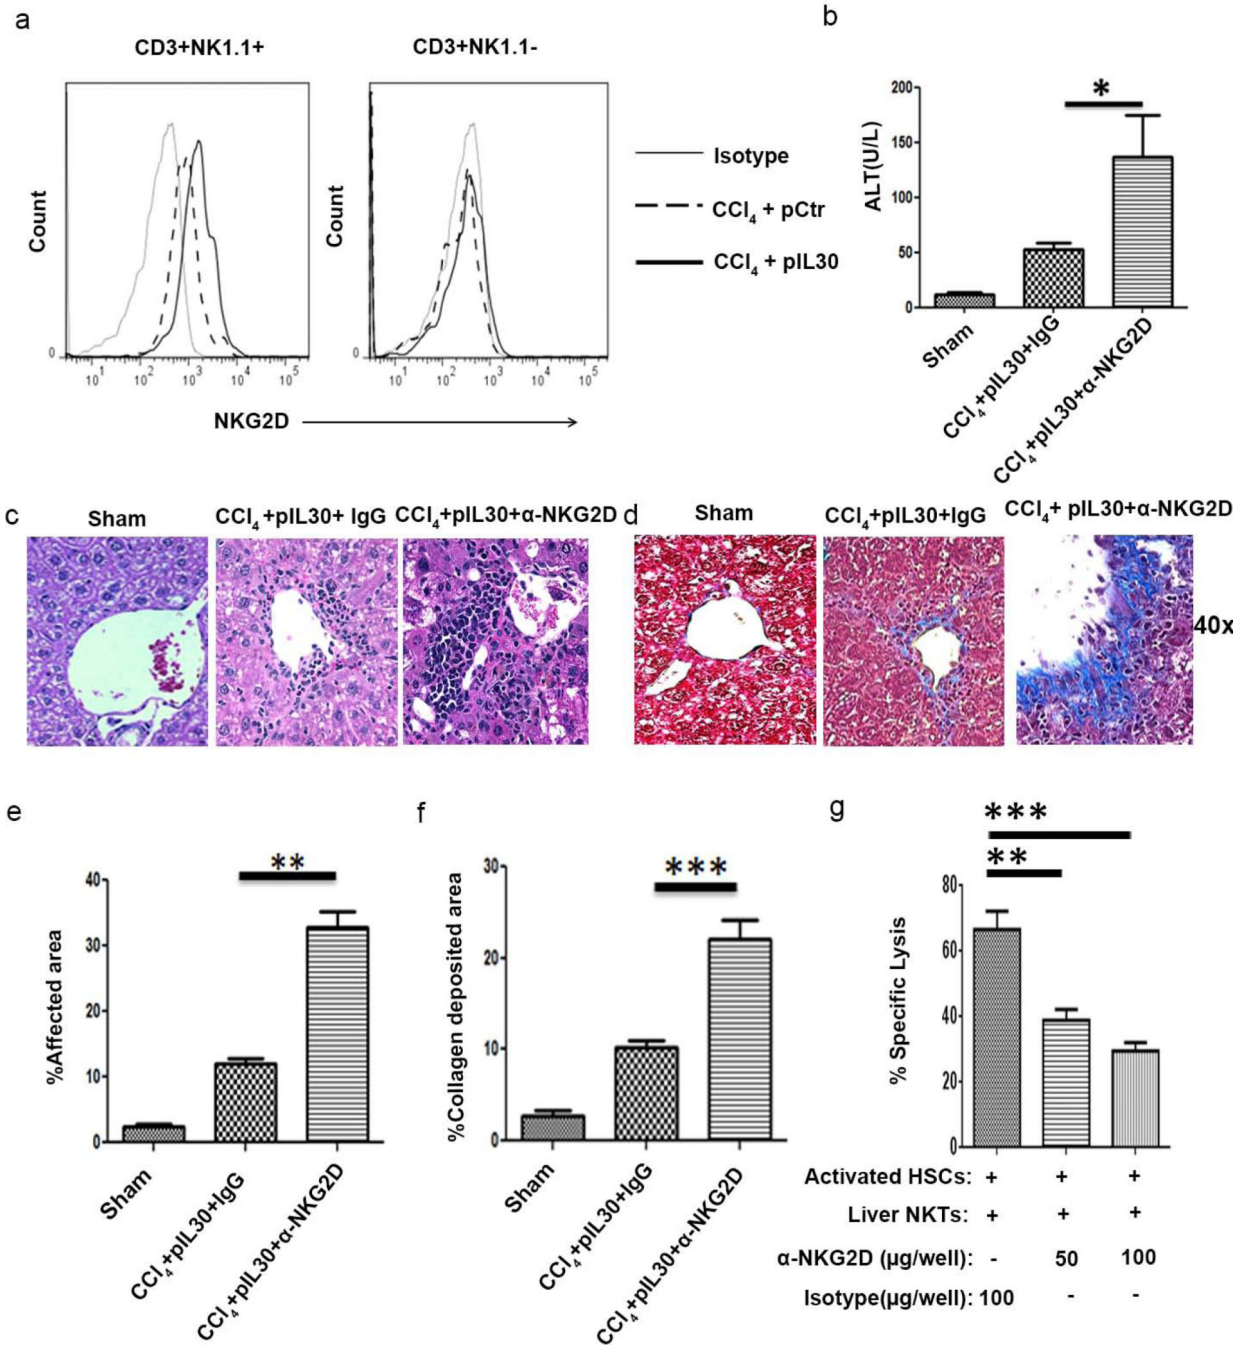 a
CD3+NK1.1+
CD3+NK1.1-
Count
0
10¹ 10² 10³ 10⁴ 10⁵
Count
0
10¹ 10² 10³ 10⁴ 10⁵
NKG2D
Isotype
CCl₄ + pCtr
CCl₄ + pIL30
b
*
ALT(U/L)
200
150
100
50
0
Sham
CCl₄+pIL30+IgG
CCl₄+pIL30+α-NKG2D
c
Sham
CCl₄+pIL30+ IgG
CCl₄+pIL30+α-NKG2D
d
Sham
CCl₄+pIL30+IgG
CCl₄+ pIL30+α-NKG2D
40x
e
**
%Affected area
40
30
20
10
0
Sham
CCl₄+pIL30+IgG
CCl₄+pIL30+α-NKG2D
f
***
%Collagen deposited area
30
20
10
0
Sham
CCl₄+pIL30+IgG
CCl₄+pIL30+α-NKG2D
g
***
**
% Specific Lysis
80
60
40
20
0
Activated HSCs: + + +
Liver NKTs: + + +
α-NKG2D (µg/well): - 50 100
Isotype(µg/well): 100 - -